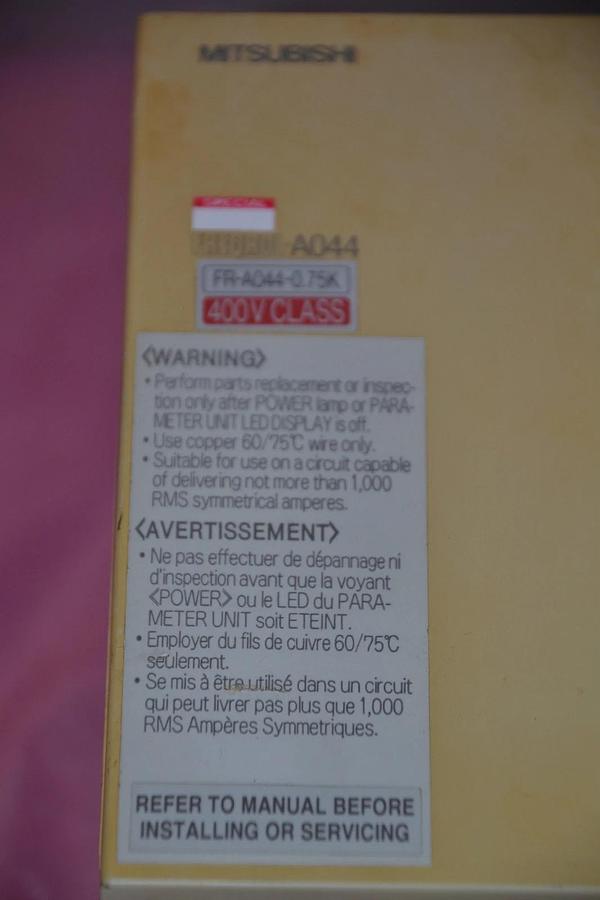 MITSUBISHI
SPECIAL
FREQROL-A044
FR-A044-0.75K
400V CLASS
〈WARNING〉
• Perform parts replacement or inspec-
tion only after POWER lamp or PARA-
METER UNIT LED DISPLAY is off.
• Use copper 60/75℃ wire only.
• Suitable for use on a circuit capable
of delivering not more than 1,000
RMS symmetrical amperes.
〈AVERTISSEMENT〉
• Ne pas effectuer de dépannage ni
d'inspection avant que la voyant
〈POWER〉 ou le LED du PARA-
METER UNIT soit ETEINT.
• Employer du fils de cuivre 60/75℃
seulement.
• Se mis à être utilisé dans un circuit
qui peut livrer pas plus que 1,000
RMS Ampères Symmetriques.
REFER TO MANUAL BEFORE
INSTALLING OR SERVICING